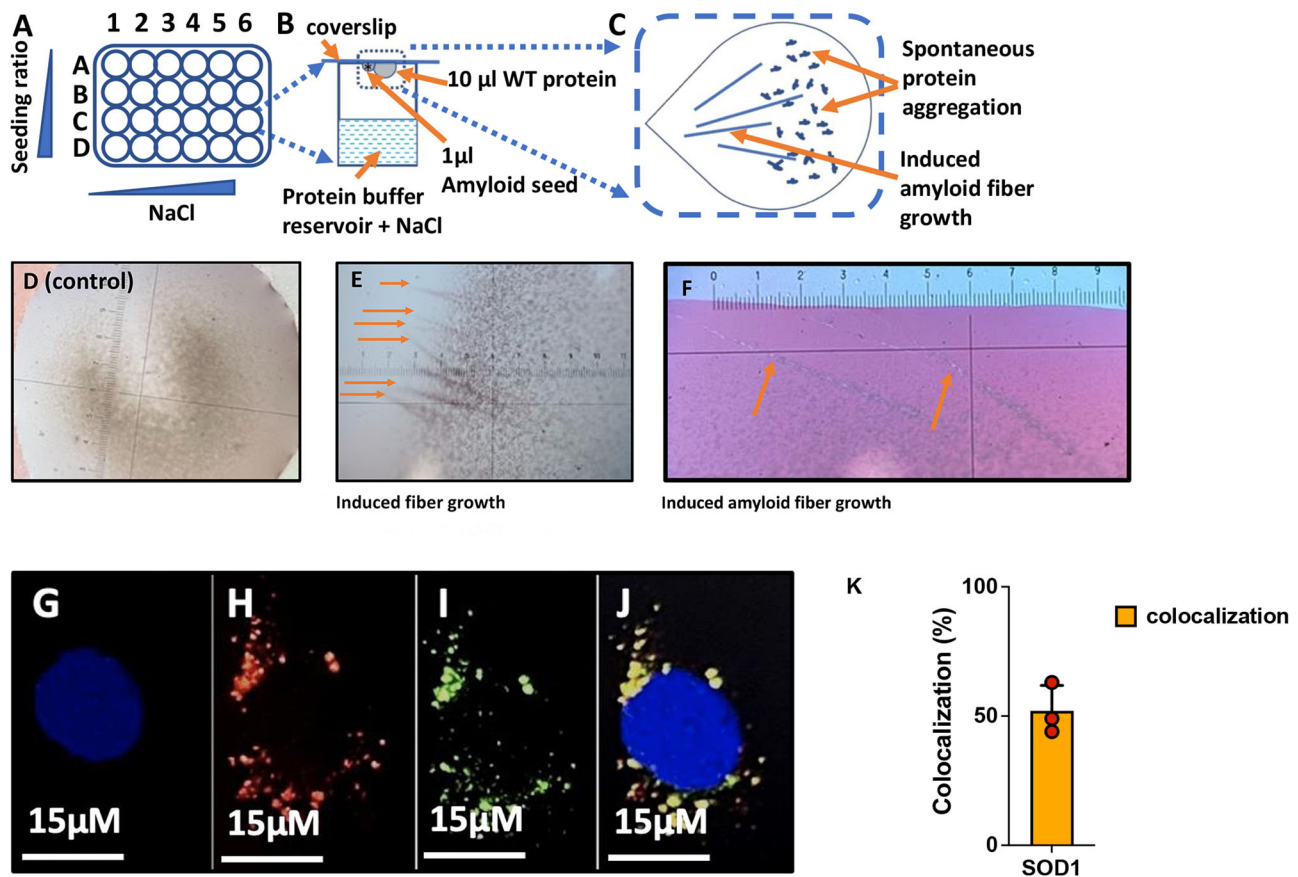 A
1 2 3 4 5 6
Seeding ratio
A
B
C
D
NaCl
B
coverslip
*
10 µl WT protein
1µl
Amyloid seed
Protein buffer
reservoir + NaCl
C
Spontaneous
protein
aggregation
Induced
amyloid fiber
growth
D (control)
E
Induced fiber growth
F
0 1 2 3 4 5 6 7 8 9
Induced amyloid fiber growth
G
15µM
H
15µM
I
15µM
J
15µM
K
100
50
0
Colocalization (%)
SOD1
colocalization